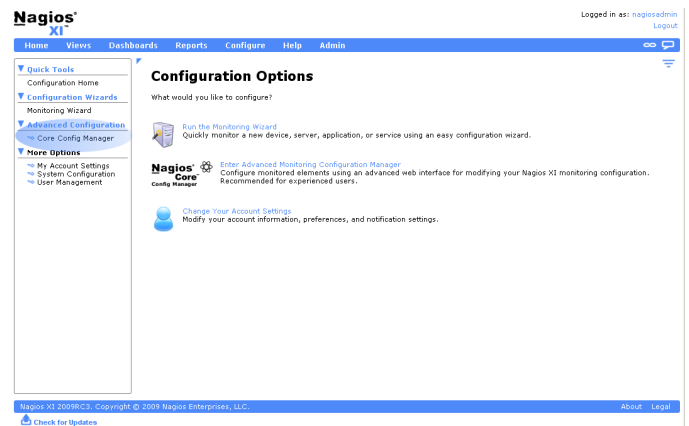 Nagios®
XI™
Logged in as: nagiosadmin
Logout
Home Views Dashboards Reports Configure Help Admin
Quick Tools
Configuration Home
Configuration Wizards
Monitoring Wizard
Advanced Configuration
Core Config Manager
More Options
My Account Settings
System Configuration
User Management
Configuration Options
What would you like to configure?
Run the Monitoring Wizard
Quickly monitor a new device, server, application, or service using an easy configuration wizard.
Nagios®
Core™
Config Manager
Enter Advanced Monitoring Configuration Manager
Configure monitored elements using an advanced web interface for modifying your Nagios XI monitoring configuration.
Recommended for experienced users.
Change Your Account Settings
Modify your account information, preferences, and notification settings.
Nagios XI 2009RC3. Copyright © 2009 Nagios Enterprises, LLC.
About Legal
Check for Updates